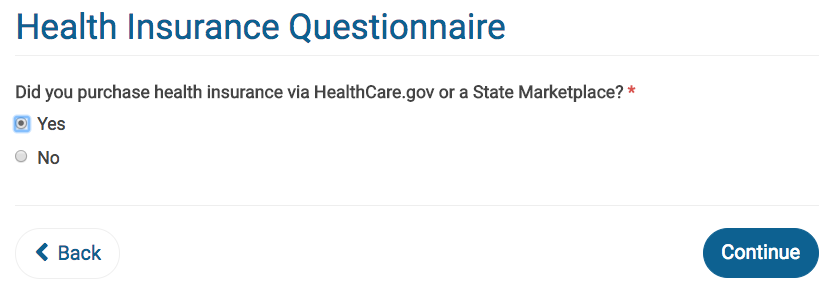 Health Insurance Questionnaire
Did you purchase health insurance via HealthCare.gov or a State Marketplace? *
Yes
No
Back
Continue